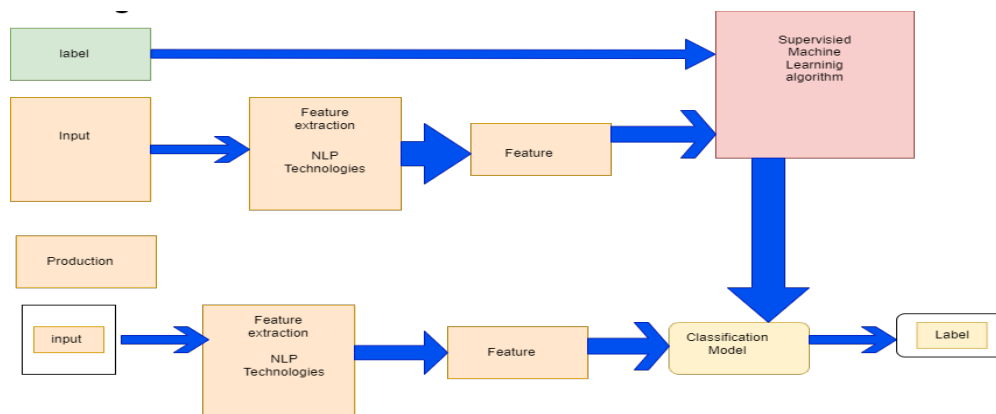 label
Supervisied
Machine
Learninig
algorithm
Input
Feature
extraction
NLP
Technologies
Feature
Production
input
Feature
extraction
NLP
Technologies
Feature
Classification
Model
Label